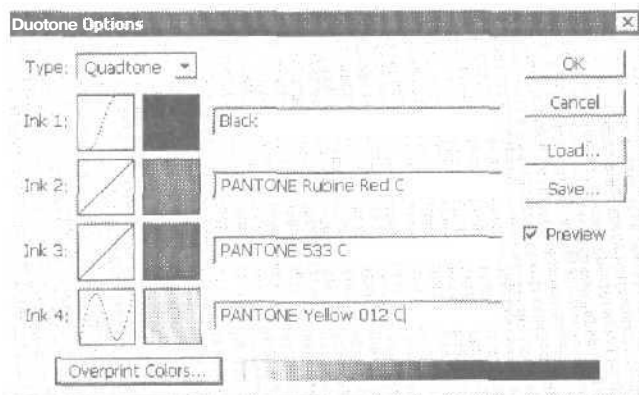 Duotone Options
Type: Quadtone
OK
Ink 1: Black
Cancel
Load...
Ink 2: PANTONE Rubine Red C
Save...
Preview
Ink 3: PANTONE 533 C
Ink 4: PANTONE Yellow 012 C
Overprint Colors...